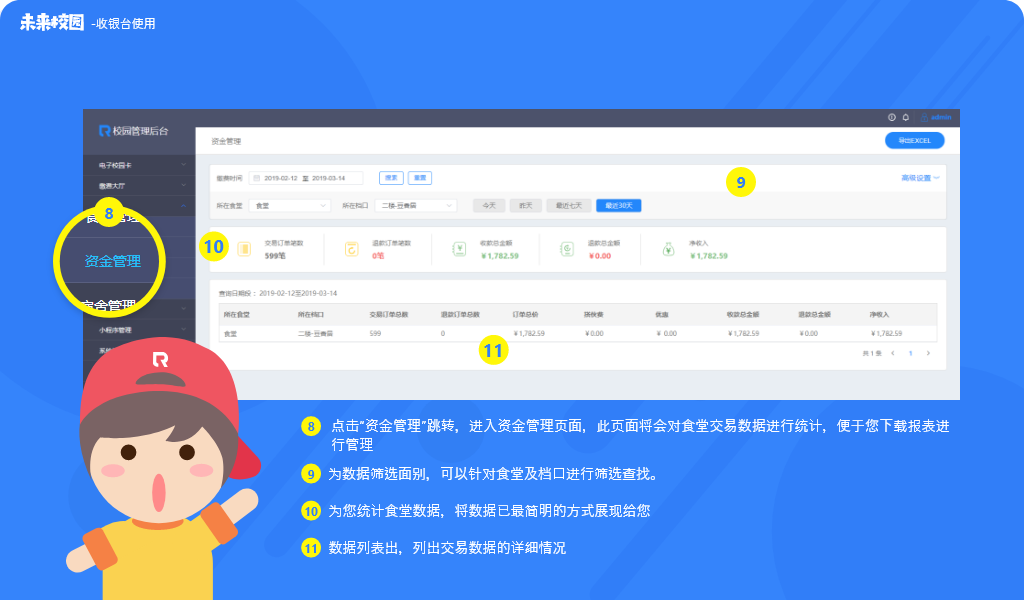 未来校园 -收银台使用
校园管理后台
admin
资金管理
导出EXCEL
电子校园卡
缴费大厅
缴费时间 2019-02-12 至 2019-03-14 搜索 重置
9
高级设置
所在食堂 食堂 所在档口 二楼-豆香居 今天 昨天 最近七天 最近30天
8
资金管理
宿舍管理
小程序管理
10
交易订单笔数
599笔
退款订单笔数
0笔
收款总金额
¥1,782.59
退款总金额
¥0.00
净收入
¥1,782.59
查询日期段: 2019-02-12至2019-03-14
所在食堂 所在档口 交易订单总数 退款订单总数 订单总价 优惠 收款总金额 退款总金额 净收入
食堂 二楼-豆香居 599 0 ¥1,782.59 ¥0.00 ¥ 0.00 ¥1,782.59 ¥0.00 ¥1,782.59
11
共 1 条 < 1 >
8 点击"资金管理"跳转，进入资金管理页面，此页面将会对食堂交易数据进行统计，便于您下载报表进
行管理
9 为数据筛选面别，可以针对食堂及档口进行筛选查找。
10 为您统计食堂数据，将数据已最简明的方式展现给您
11 数据列表出，列出交易数据的详细情况